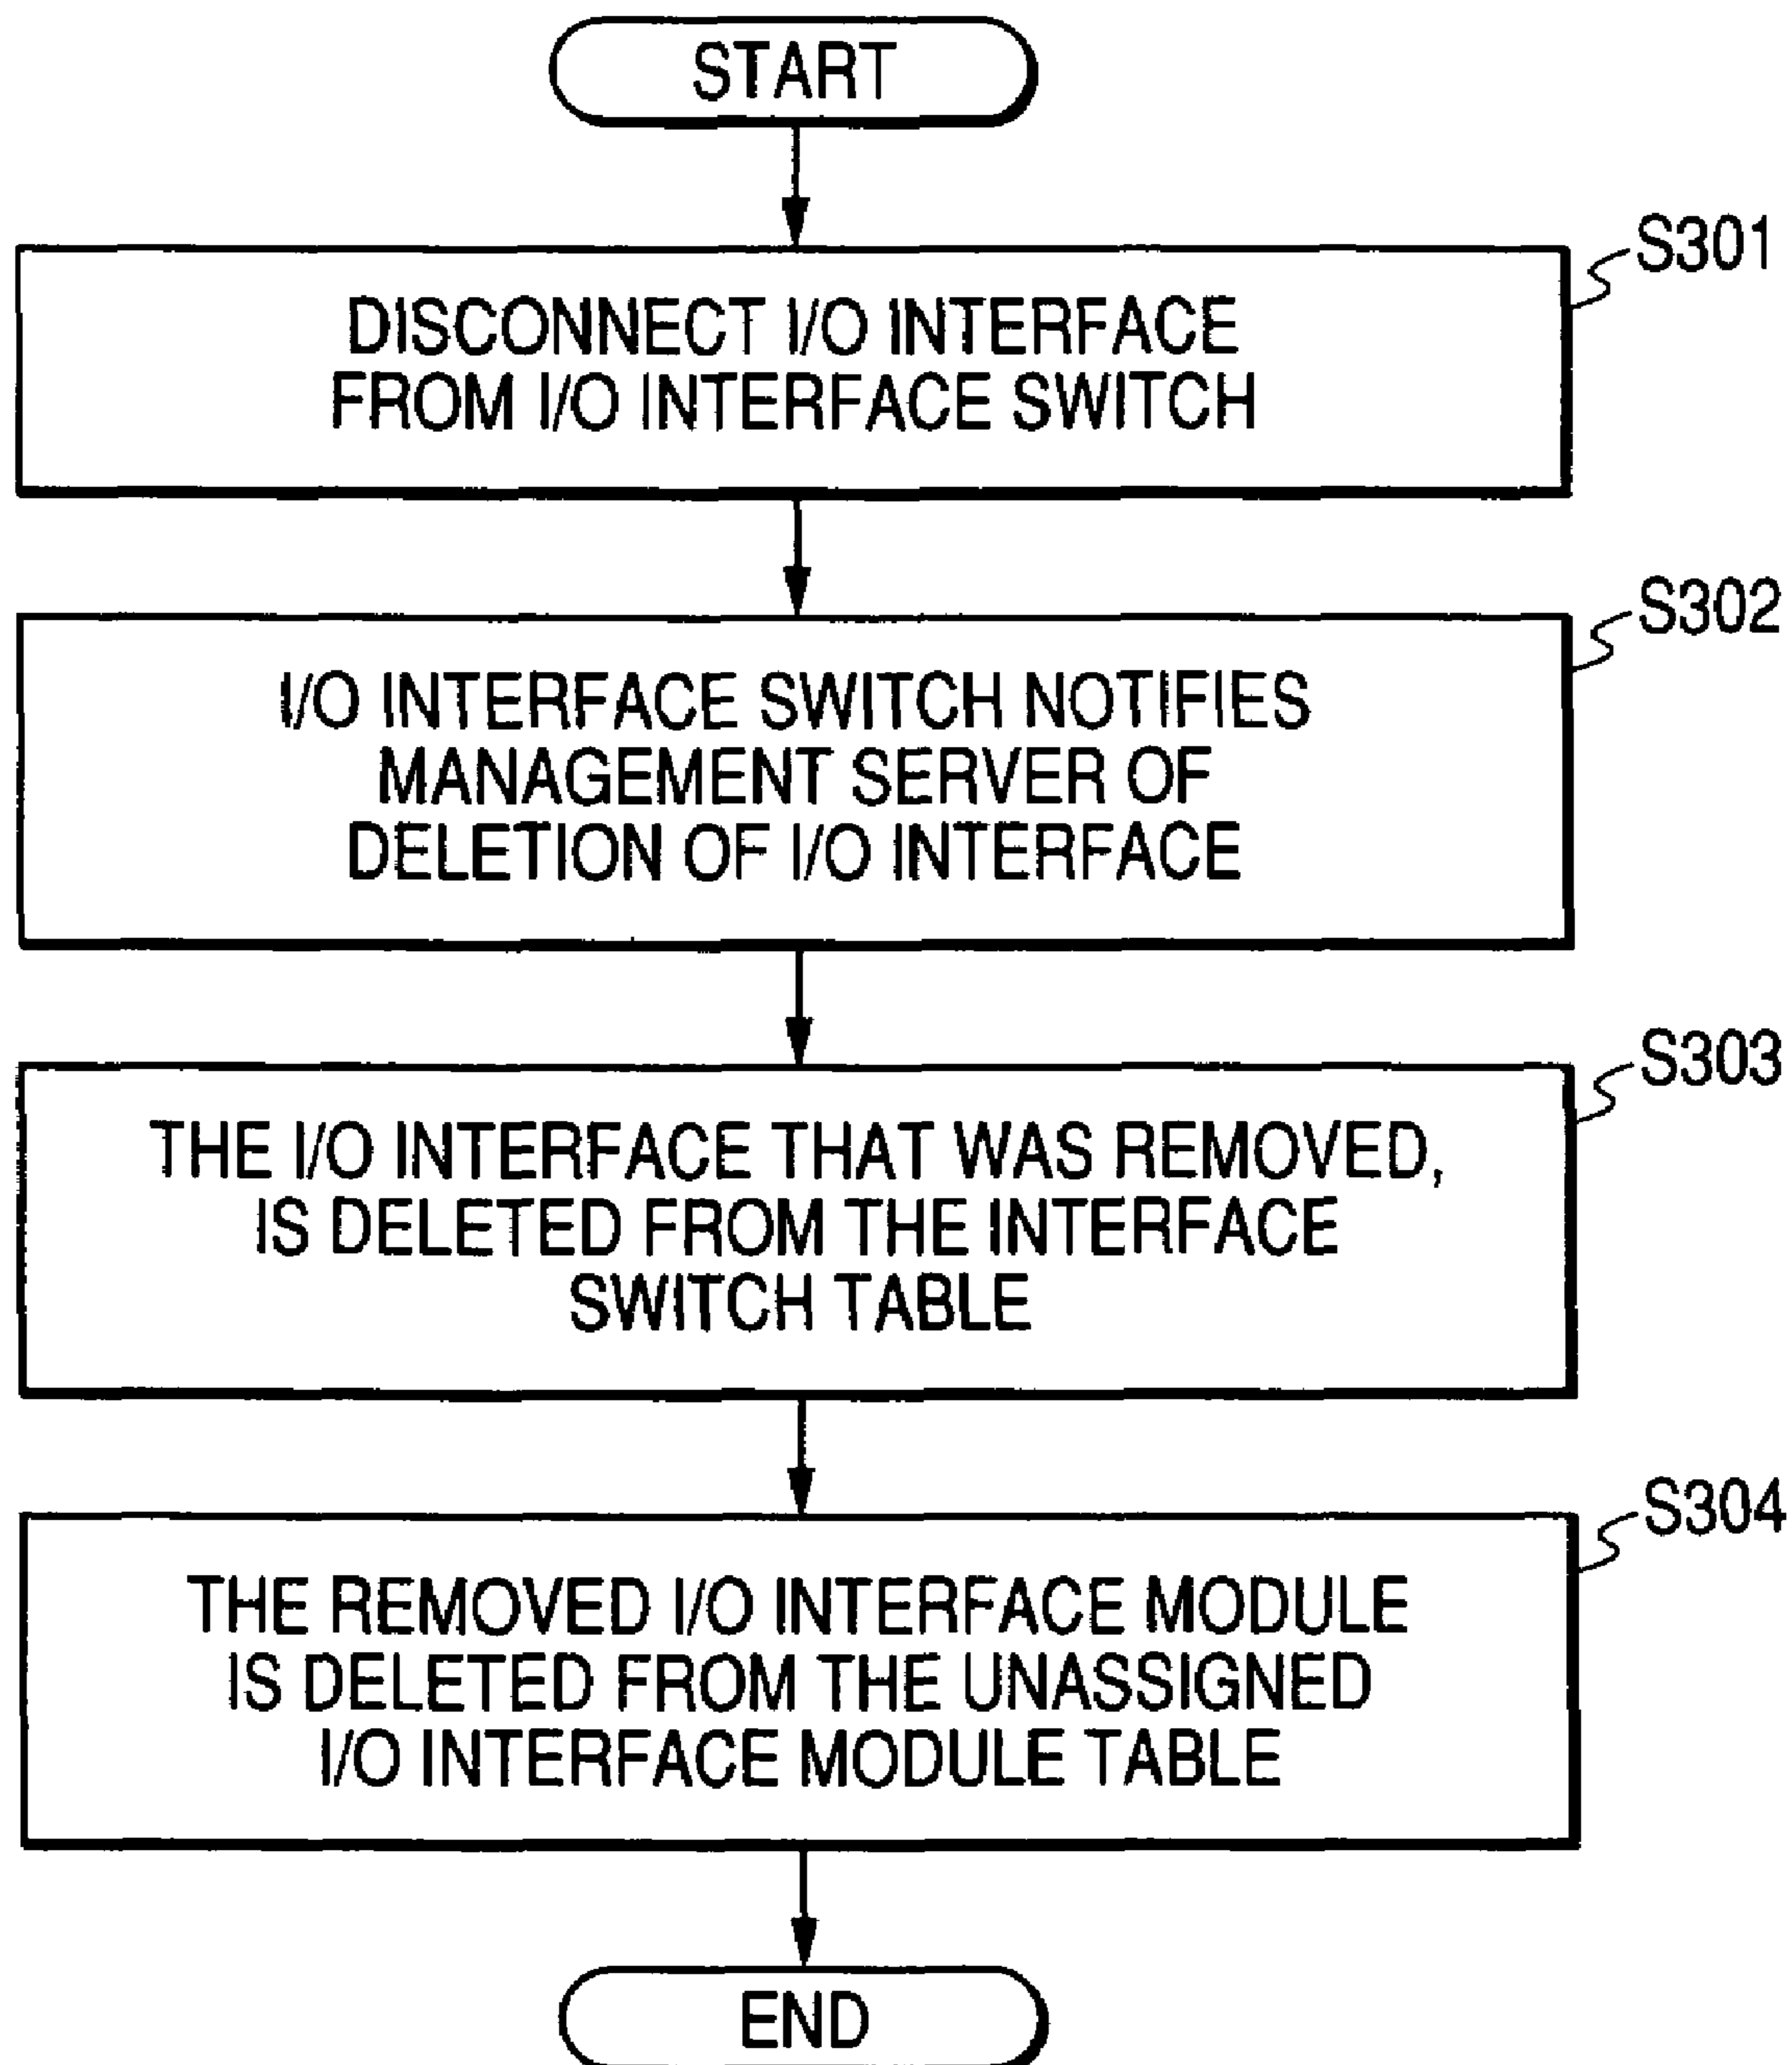 START
S301
DISCONNECT I/O INTERFACE
FROM I/O INTERFACE SWITCH
S302
I/O INTERFACE SWITCH NOTIFIES
MANAGEMENT SERVER OF
DELETION OF I/O INTERFACE
S303
THE I/O INTERFACE THAT WAS REMOVED,
IS DELETED FROM THE INTERFACE
SWITCH TABLE
S304
THE REMOVED I/O INTERFACE MODULE
IS DELETED FROM THE UNASSIGNED
I/O INTERFACE MODULE TABLE
END